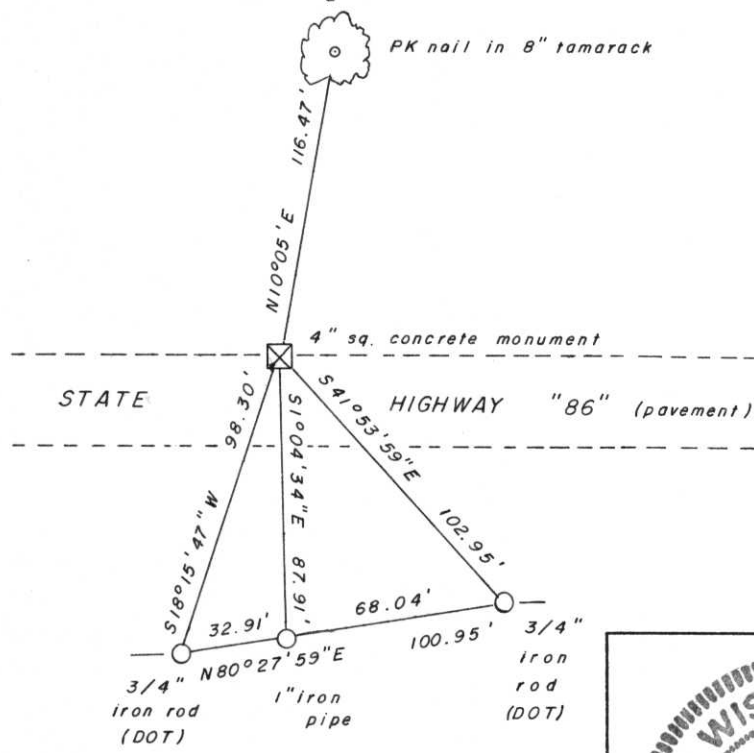 PK nail in 8" tamarack
116.47'
N10°05'E
4" sq. concrete monument
STATE HIGHWAY "86" (pavement)
98.30'
S18°15'47"W
S1°04'34"E 87.91'
S41°53'59"E 102.95'
32.91'
68.04'
N80°27'59"E
100.95'
3/4"
iron rod
(DOT)
1" iron
pipe
3/4"
iron
rod
(DOT)
WIS